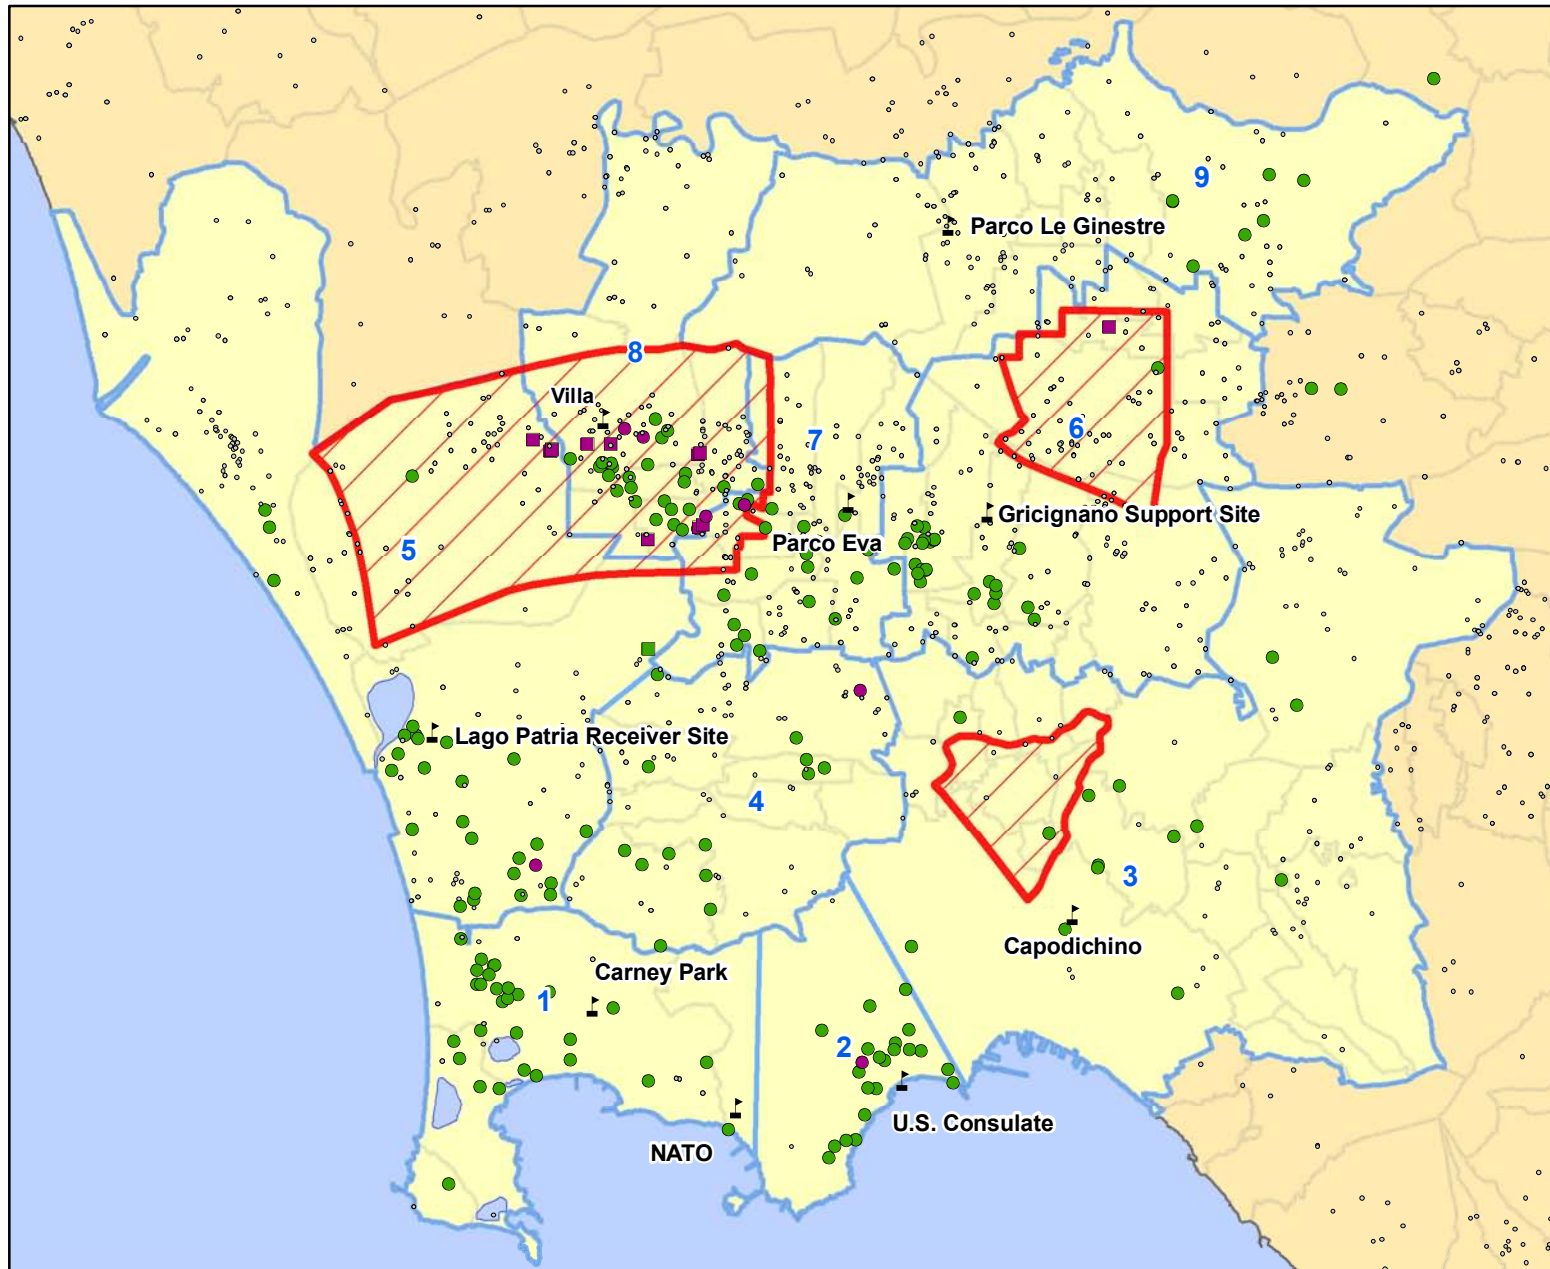 9
Parco Le Ginestre
8
Villa
7
6
Gricignano Support Site
Parco Eva
5
Lago Patria Receiver Site
4
3
Capodichino
Carney Park
1
2
U.S. Consulate
NATO